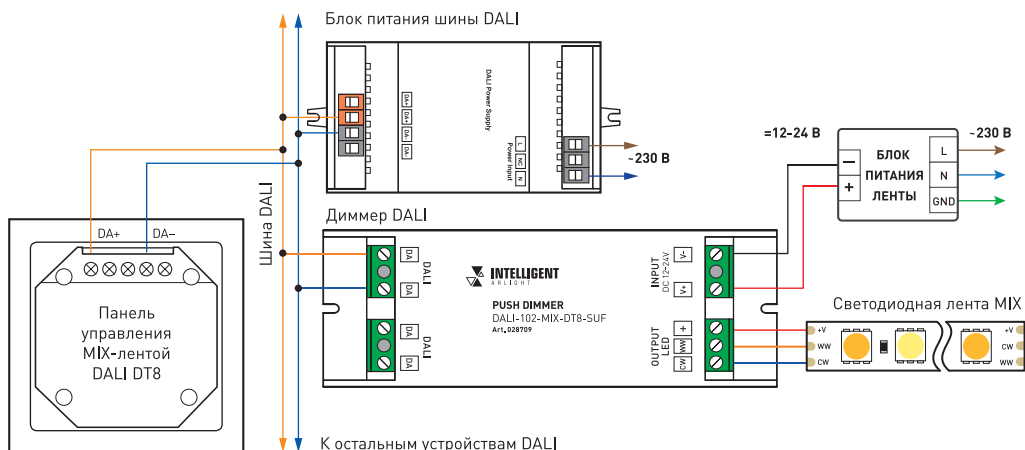 Блок питания шины DALI
DALI Power Supply
DA+
DA+
DA-
DA-
L
NC
N
Power Input
~230 В
=12-24 В
~230 В
БЛОК
ПИТАНИЯ
ЛЕНТЫ
–
+
L
N
GND
Шина DALI
DA+
DA–
Панель
управления
MIX-лентой
DALI DT8
Диммер DALI
DA
DA
DALI
DA
DA
DALI
INTELLIGENT
ARLIGHT
PUSH DIMMER
DALI-102-MIX-DT8-SUF
Art. 028709
INPUT
DC 12-24V
V-
V+
OUTPUT
LED
+
WW
CW
Светодиодная лента MIX
+V
WW
CW
+V
CW
WW
К остальным устройствам DALI